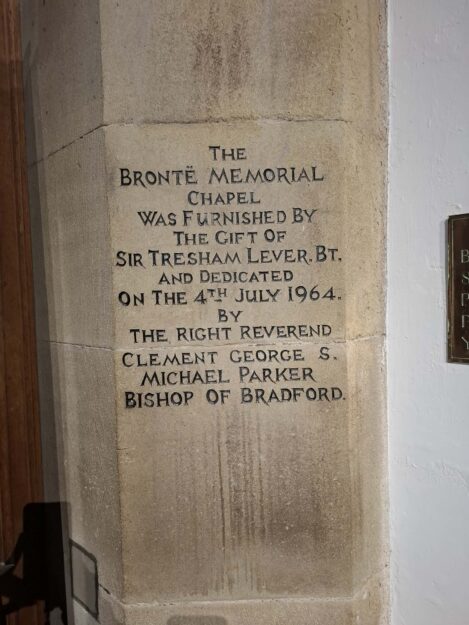 THE
BRONTË MEMORIAL
CHAPEL
WAS FURNISHED BY
THE GIFT OF
SIR TRESHAM LEVER. BT.
AND DEDICATED
ON THE 4TH JULY 1964.
BY
THE RIGHT REVEREND
CLEMENT GEORGE S.
MICHAEL PARKER
BISHOP OF BRADFORD.